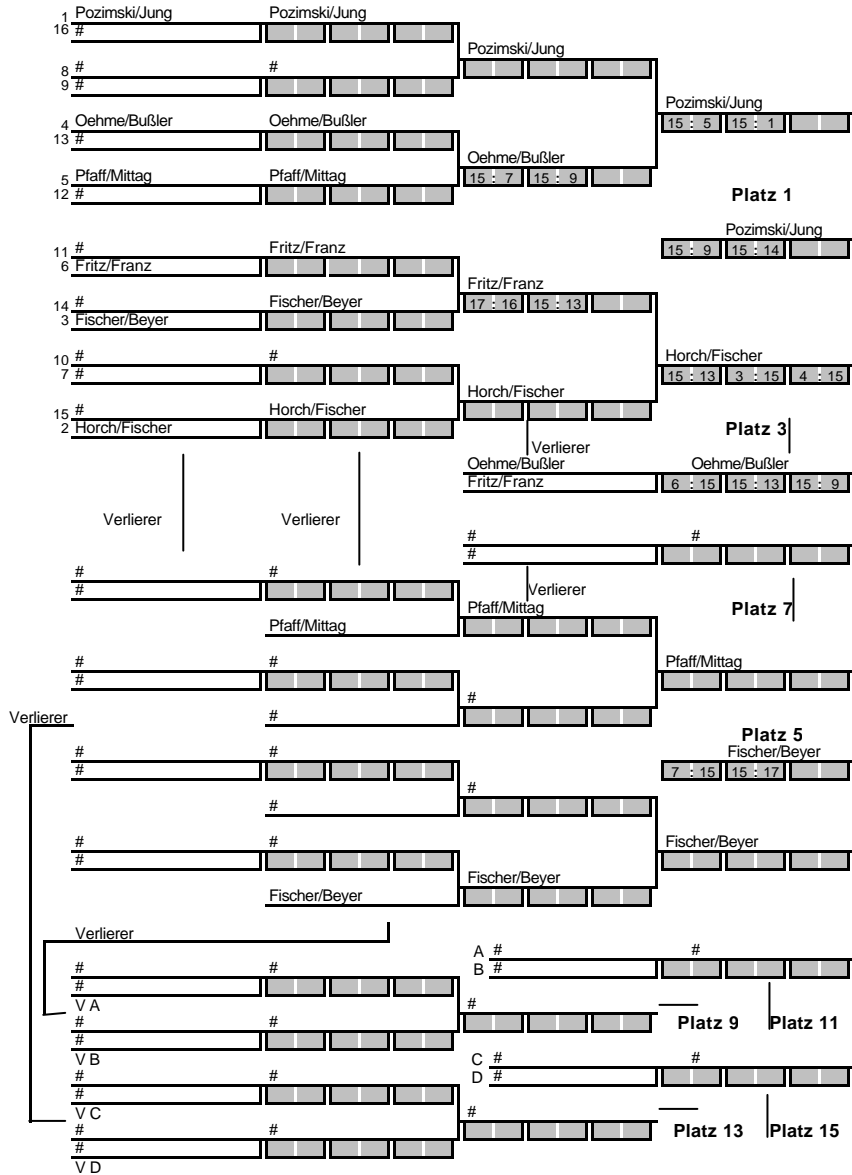 1 Pozimski/Jung Pozimski/Jung
16 #
Pozimski/Jung
8 # #
9 #
Pozimski/Jung
15 : 5 15 : 1
4 Oehme/Bußler Oehme/Bußler
13 #
Oehme/Bußler
15 : 7 15 : 9
5 Pfaff/Mittag Pfaff/Mittag
12 #
Platz 1
Pozimski/Jung
15 : 9 15 : 14
11 # Fritz/Franz
6 Fritz/Franz
Fritz/Franz
17 : 16 15 : 13
14 # Fischer/Beyer
3 Fischer/Beyer
10 # #
7 #
Horch/Fischer
15 : 13 3 : 15 4 : 15
Horch/Fischer
15 # Horch/Fischer
2 Horch/Fischer
Platz 3
Verlierer
Oehme/Bußler Oehme/Bußler
Fritz/Franz 6 : 15 15 : 13 15 : 9
Verlierer Verlierer
# #
#
# #
#
Verlierer
Platz 7
Pfaff/Mittag
Pfaff/Mittag
# # Pfaff/Mittag
#
#
#
Verlierer
Platz 5
# # Fischer/Beyer
# 7 : 15 15 : 17
#
#
# # Fischer/Beyer
#
Fischer/Beyer
Fischer/Beyer
Verlierer
A # #
B #
# #
#
V A
#
Platz 9 Platz 11
# #
#
V B
C # #
D #
# #
#
V C
#
Platz 13 Platz 15
# #
#
V D